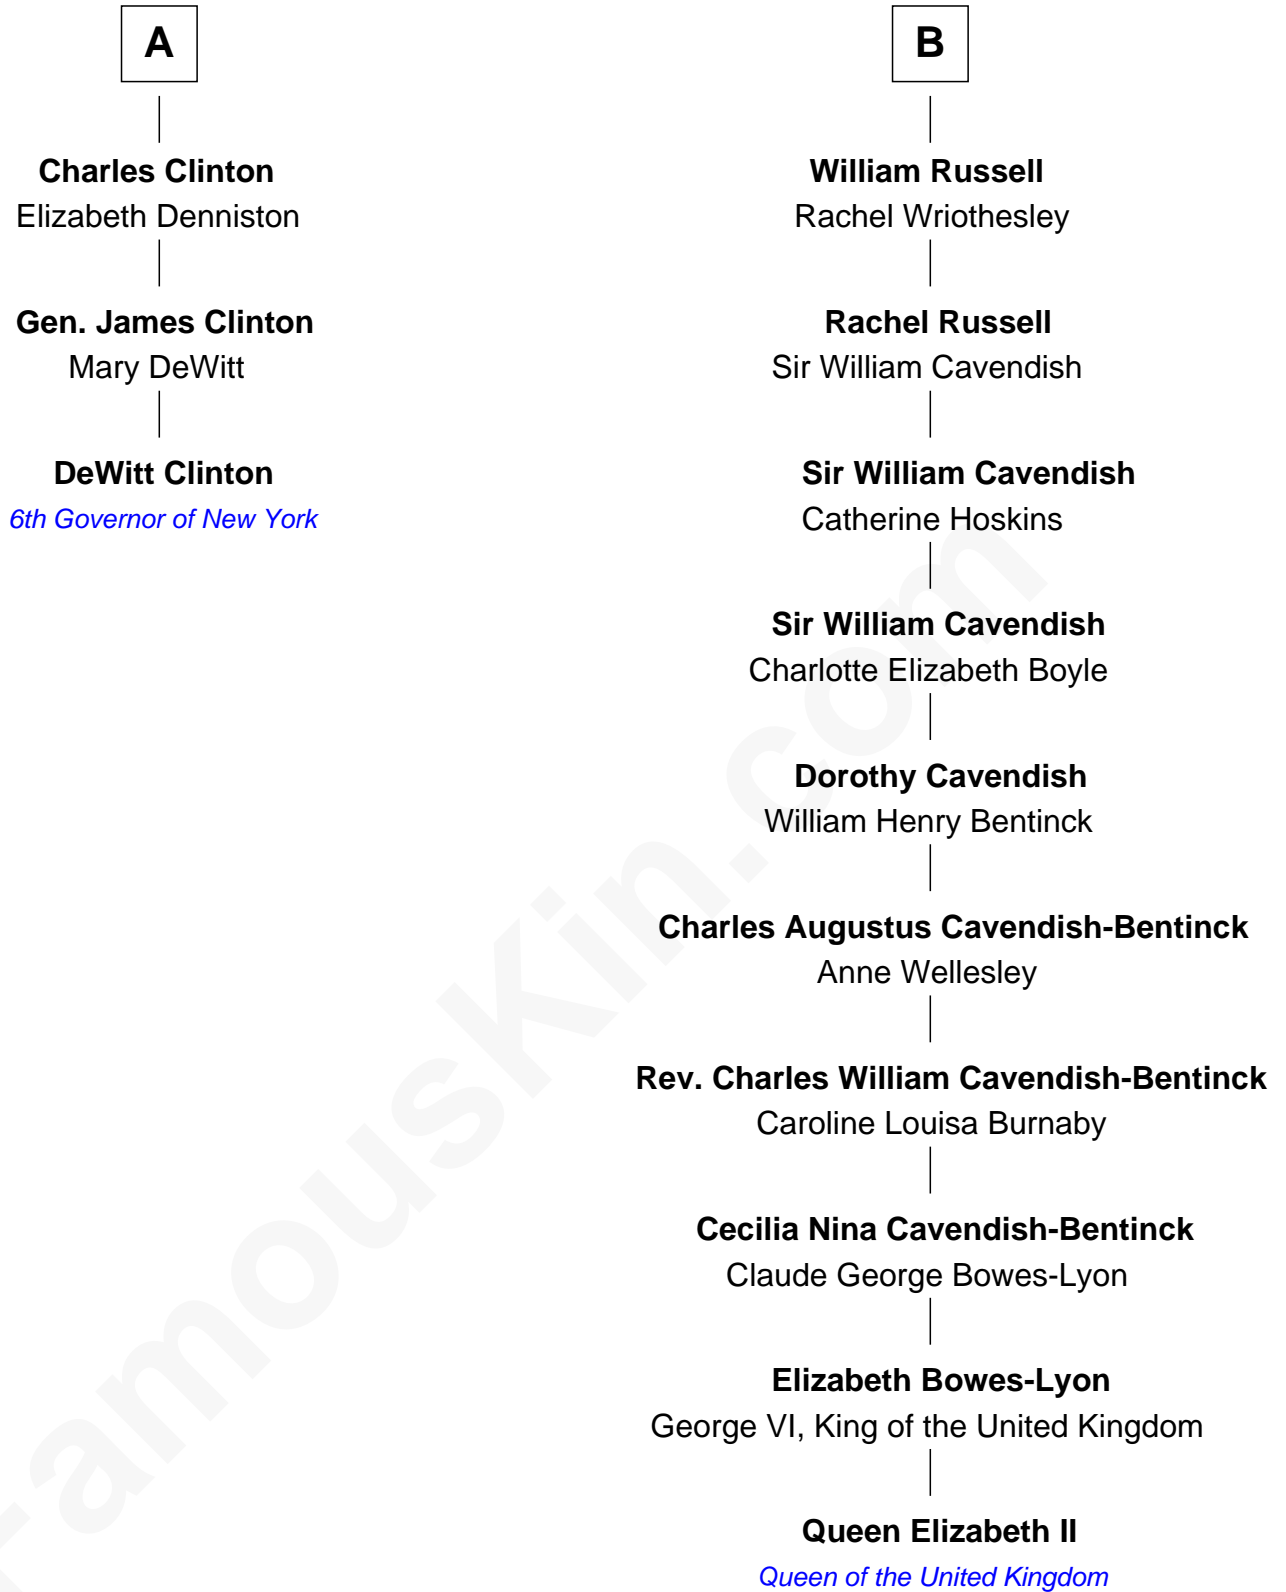 A
Charles Clinton
Elizabeth Denniston
Gen. James Clinton
Mary DeWitt
DeWitt Clinton
6th Governor of New York
B
William Russell
Rachel Wriothesley
Rachel Russell
Sir William Cavendish
Sir William Cavendish
Catherine Hoskins
Sir William Cavendish
Charlotte Elizabeth Boyle
Dorothy Cavendish
William Henry Bentinck
Charles Augustus Cavendish-Bentinck
Anne Wellesley
Rev. Charles William Cavendish-Bentinck
Caroline Louisa Burnaby
Cecilia Nina Cavendish-Bentinck
Claude George Bowes-Lyon
Elizabeth Bowes-Lyon
George VI, King of the United Kingdom
Queen Elizabeth II
Queen of the United Kingdom
FamousKin.com